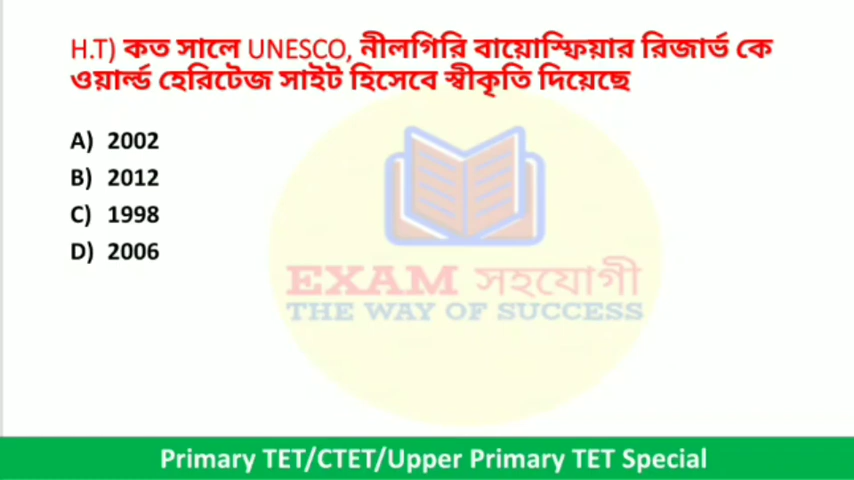 H.T) কত সালে UNESCO, নীলগিরি বায়োস্ফিয়ার রিজার্ভ কে
ওয়ার্ল্ড হেরিটেজ সাইট হিসেবে স্বীকৃতি দিয়েছে
A) 2002
B) 2012
C) 1998
D) 2006
EXAM সহযোগী
THE WAY OF SUCCESS
Primary TET/CTET/Upper Primary TET Special